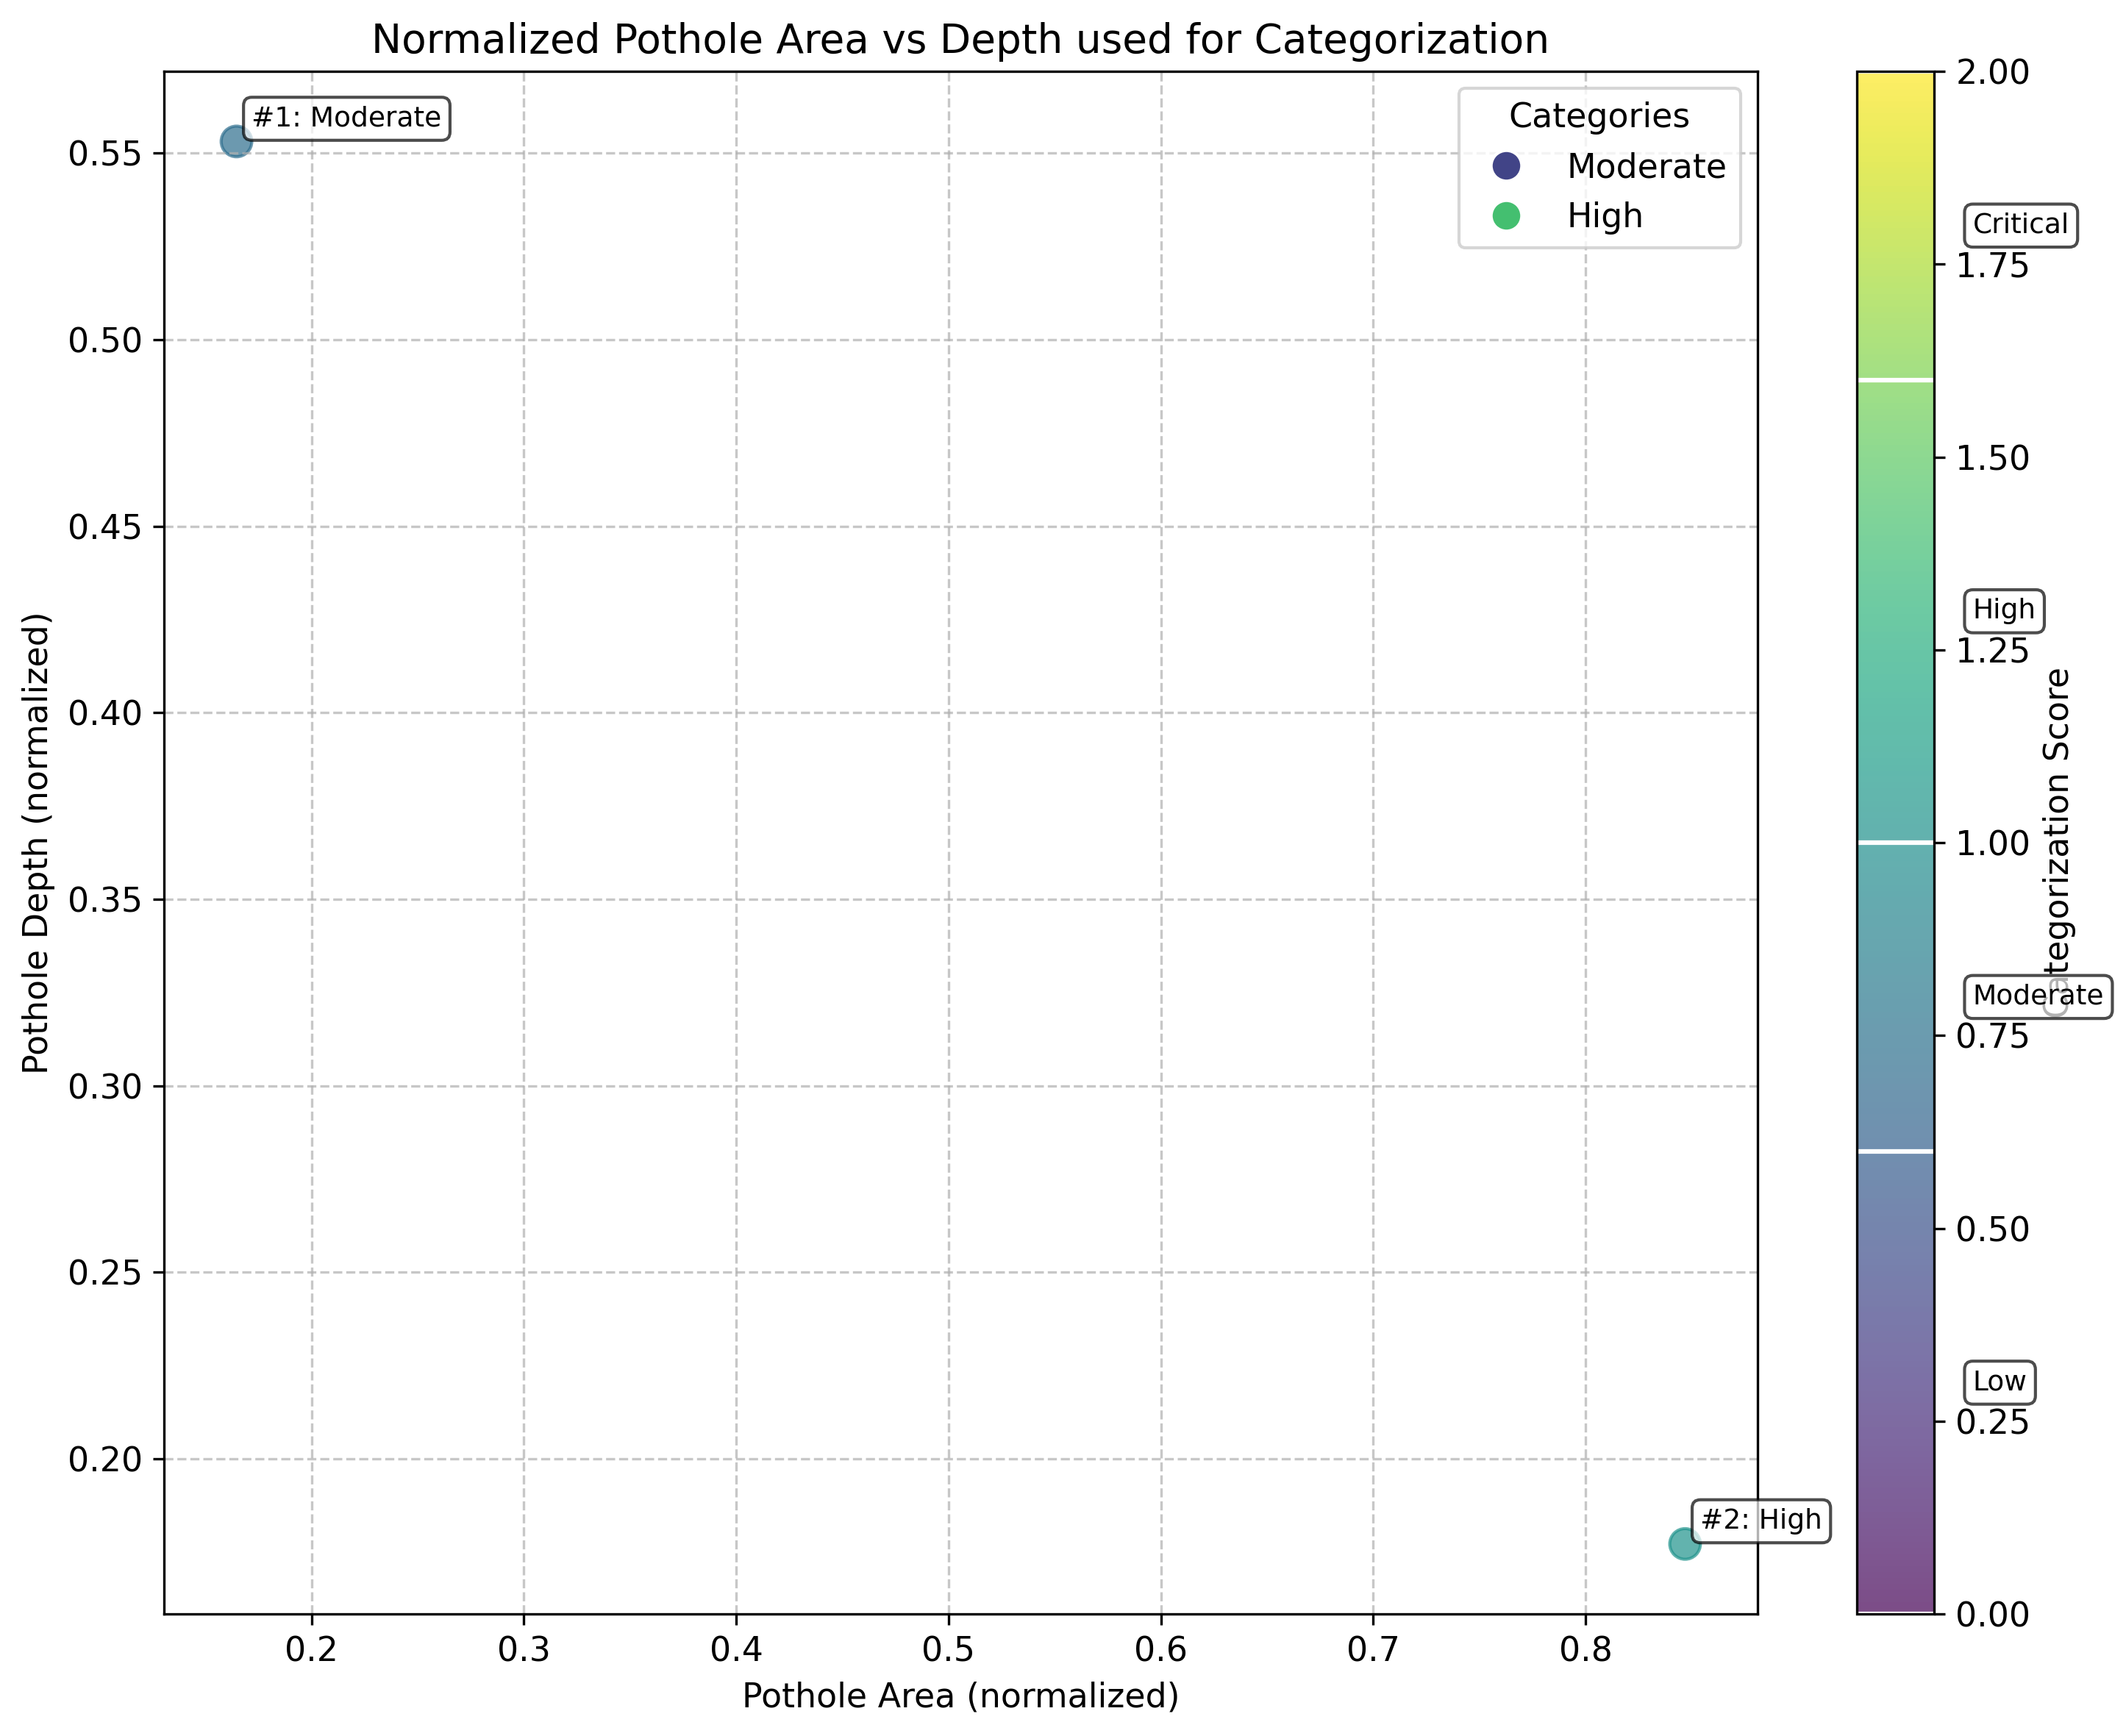 Normalized Pothole Area vs Depth used for Categorization
#1: Moderate
Categories
Moderate
High
0.55
0.50
0.45
0.40
0.35
0.30
0.25
0.20
Pothole Depth (normalized)
#2: High
0.2
0.3
0.4
0.5
0.6
0.7
0.8
Pothole Area (normalized)
2.00
Critical
1.75
1.50
High
1.25
1.00
Moderate
0.75
0.50
Low
0.25
0.00
Categorization Score